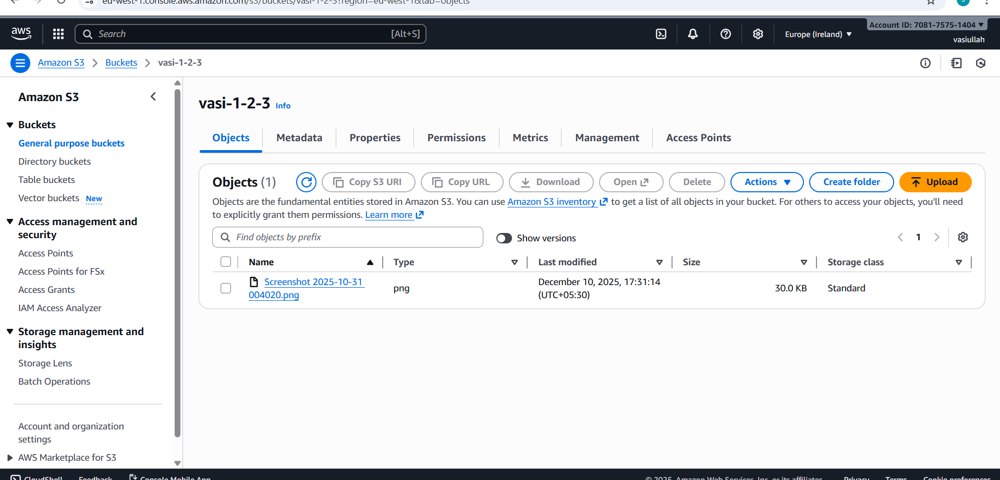 eu-west-1.console.aws.amazon.com/s3/buckets/vasi-1-2-3?region=eu-west-1&tab=objects
aws
Search [Alt+S]
Europe (Ireland)
Account ID: 7081-7575-1404
vasiullah
Amazon S3 Buckets vasi-1-2-3
Amazon S3
Buckets
General purpose buckets
Directory buckets
Table buckets
Vector buckets New
Access management and
security
Access Points
Access Points for FSx
Access Grants
IAM Access Analyzer
Storage management and
insights
Storage Lens
Batch Operations
Account and organization
settings
AWS Marketplace for S3
vasi-1-2-3 Info
Objects Metadata Properties Permissions Metrics Management Access Points
Objects (1) Copy S3 URI Copy URL Download Open Delete Actions Create folder Upload
Objects are the fundamental entities stored in Amazon S3. You can use Amazon S3 inventory to get a list of all objects in your bucket. For others to access your objects, you'll need
to explicitly grant them permissions. Learn more
Find objects by prefix Show versions 1
Name Type Last modified Size Storage class
Screenshot 2025-10-31
004020.png
png
December 10, 2025, 17:31:14
(UTC+05:30)
30.0 KB
Standard
CloudShell Feedback Console Mobile App © 2025, Amazon Web Services, Inc. or its affiliates. Privacy Terms Cookie preferences